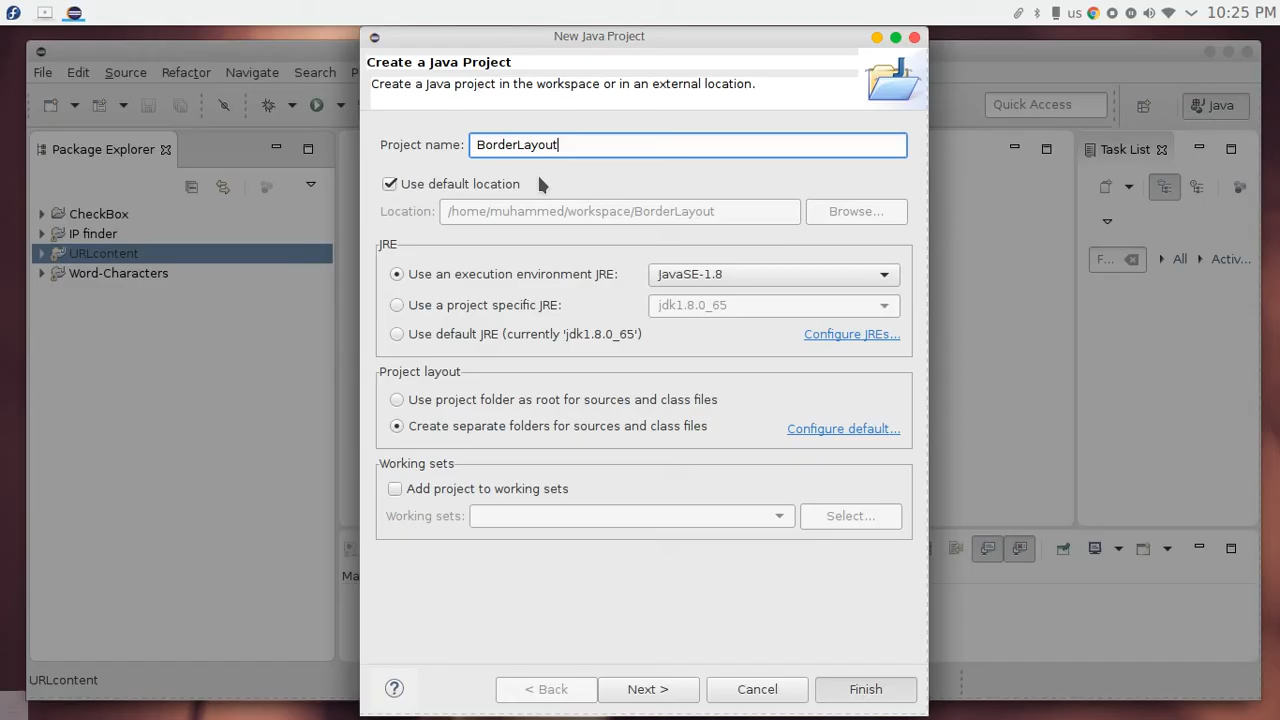 us
10:25 PM
New Java Project
File Edit Source Refactor Navigate Search
Create a Java Project
Create a Java project in the workspace or in an external location.
Quick Access
Java
Package Explorer
Task List
Project name: BorderLayout
Use default location
Location: /home/muhammed/workspace/BorderLayout Browse...
CheckBox
IP finder
URLcontent
Word-Characters
F... All Activ...
JRE
Use an execution environment JRE: JavaSE-1.8
Use a project specific JRE: jdk1.8.0_65
Use default JRE (currently 'jdk1.8.0_65') Configure JREs...
Project layout
Use project folder as root for sources and class files
Create separate folders for sources and class files Configure default...
Working sets
Add project to working sets
Working sets: Select...
URLcontent
? < Back Next > Cancel Finish